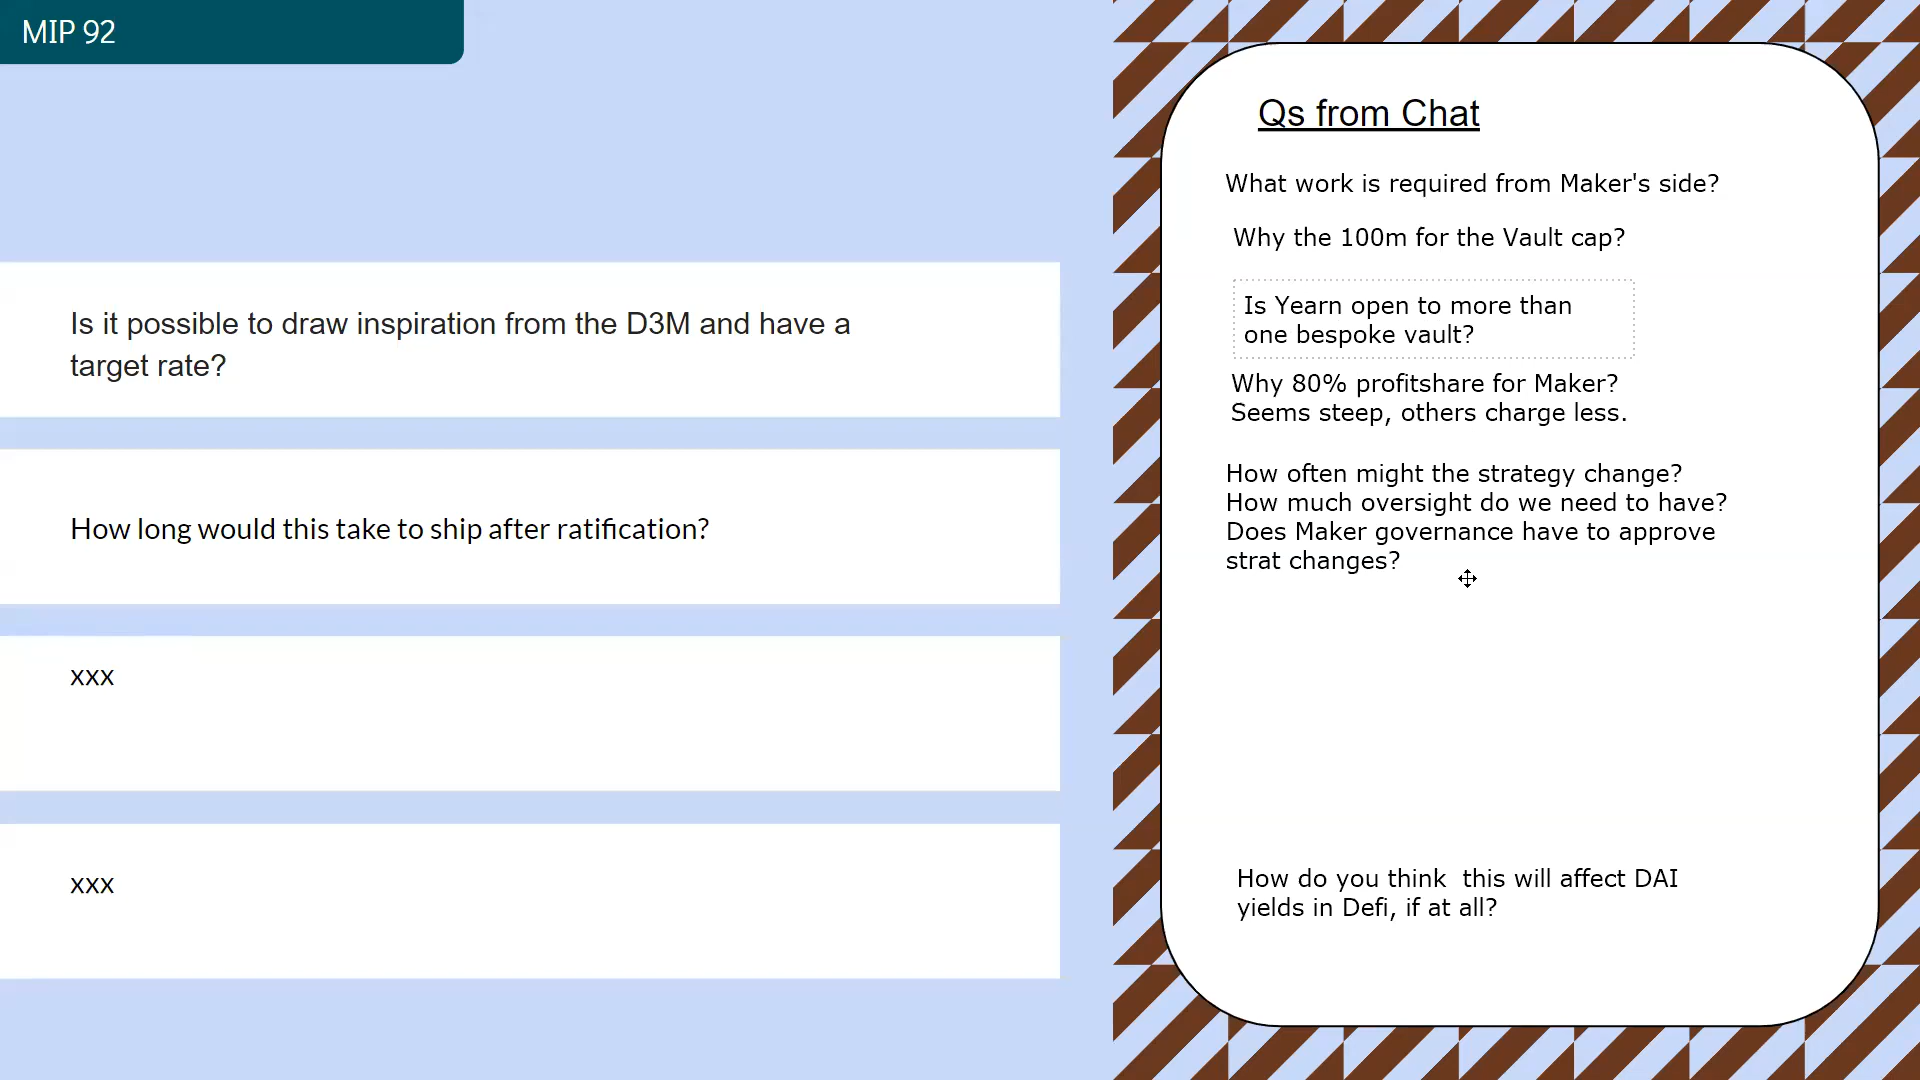 MIP 92
Is it possible to draw inspiration from the D3M and have a
target rate?
How long would this take to ship after ratification?
xxx
xxx
Qs from Chat
What work is required from Maker's side?
Why the 100m for the Vault cap?
Is Yearn open to more than
one bespoke vault?
Why 80% profitshare for Maker?
Seems steep, others charge less.
How often might the strategy change?
How much oversight do we need to have?
Does Maker governance have to approve
strat changes?
How do you think  this will affect DAI
yields in Defi, if at all?